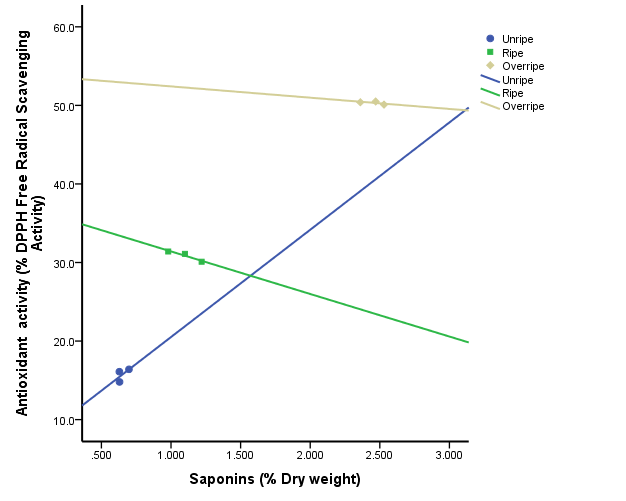 Antioxidant activity (% DPPH Free Radical Scavenging
Activity)
60.0
50.0
40.0
30.0
20.0
10.0
.500
1.000
1.500
2.000
2.500
3.000
Saponins (% Dry weight)
Unripe
Ripe
Overripe
Unripe
Ripe
Overripe